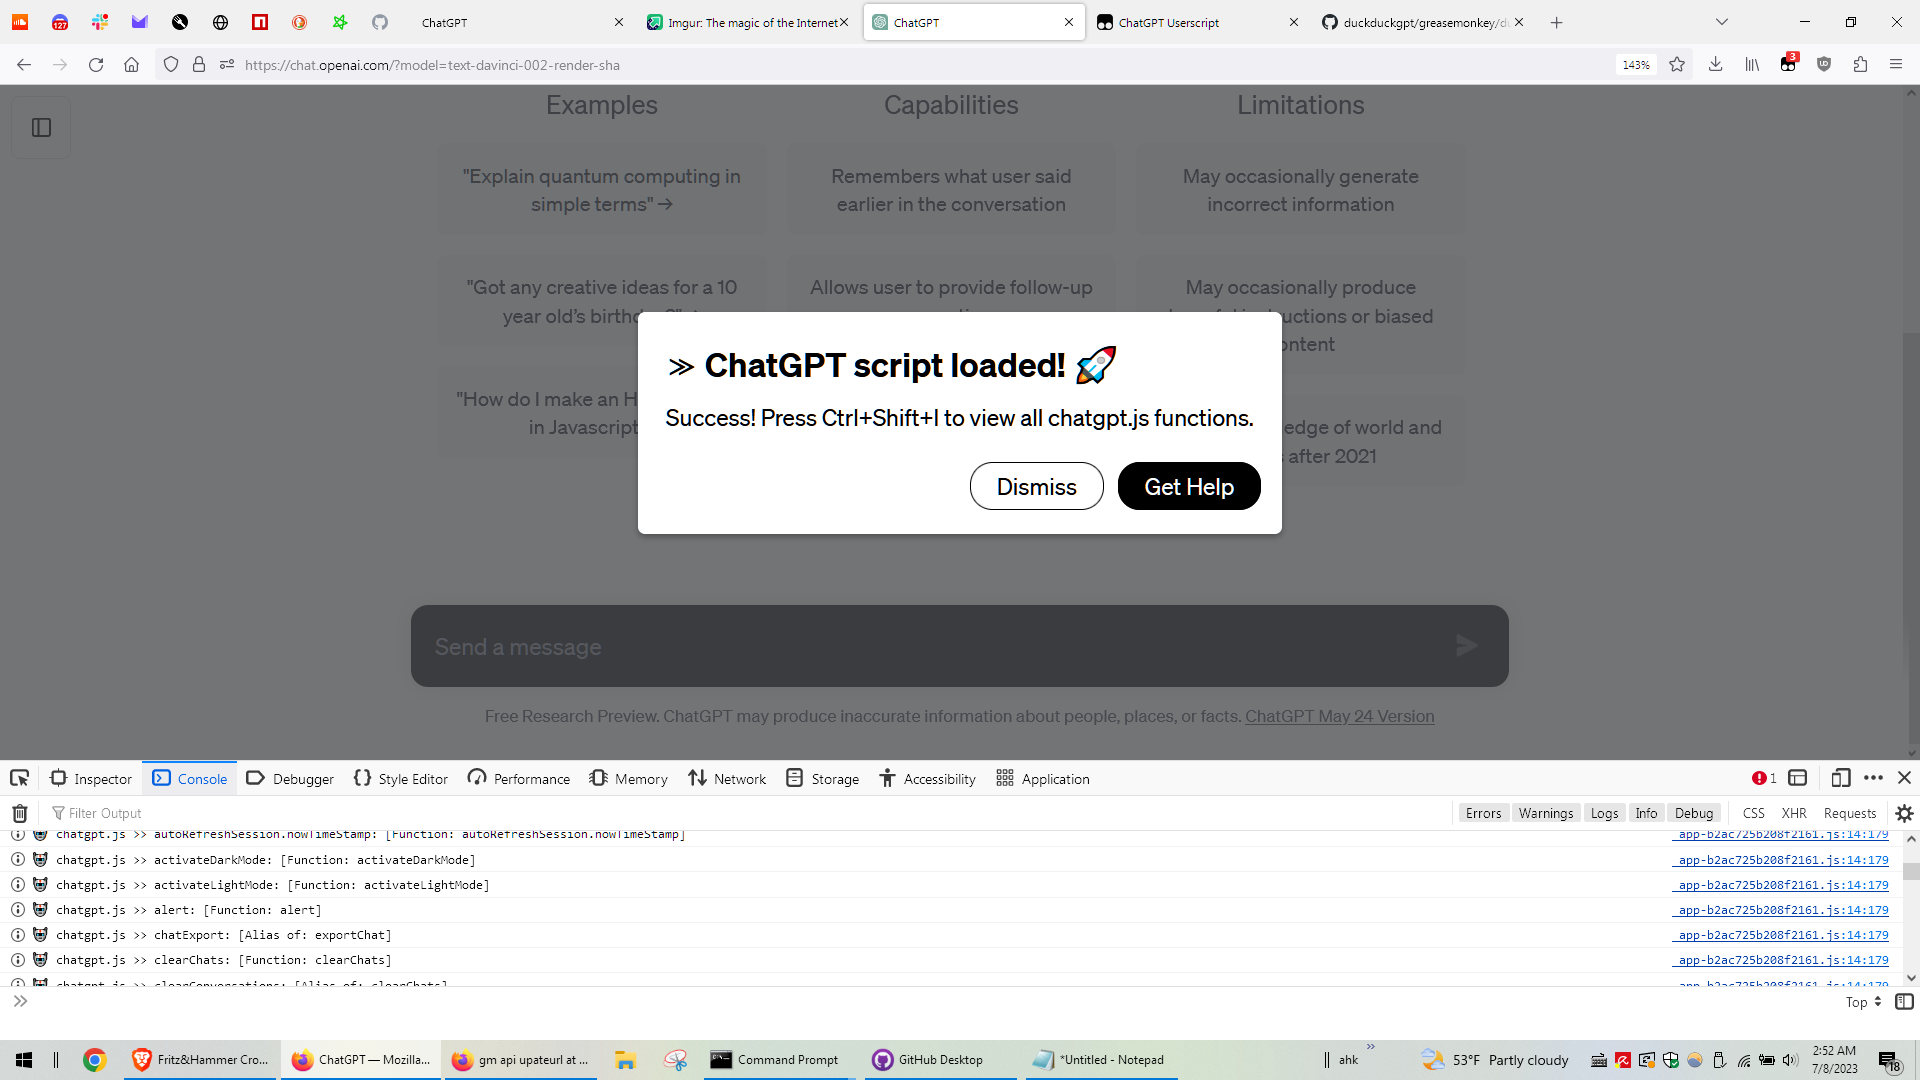 127
ChatGPT
Imgur: The magic of the Internet
ChatGPT
ChatGPT Userscript
duckduckgpt/greasemonkey/d
https://chat.openai.com/?model=text-davinci-002-render-sha
143%
3
Examples
Capabilities
Limitations
"Explain quantum computing in
simple terms" →
Remembers what user said
earlier in the conversation
May occasionally generate
incorrect information
"Got any creative ideas for a 10
year old's birthd
Allows user to provide follow-up
May occasionally produce
uctions or biased
ontent
≫ ChatGPT script loaded! 🚀
Success! Press Ctrl+Shift+I to view all chatgpt.js functions.
Dismiss
Get Help
"How do I make an H
in Javascript
edge of world and
after 2021
Send a message
Free Research Preview. ChatGPT may produce inaccurate information about people, places, or facts. ChatGPT May 24 Version
Inspector
Console
Debugger
Style Editor
Performance
Memory
Network
Storage
Accessibility
Application
1
Filter Output
Errors
Warnings
Logs
Info
Debug
CSS
XHR
Requests
chatgpt.js >> autoRefreshSession.nowTimeStamp: [Function: autoRefreshSession.nowTimeStamp] _app-b2ac725b208f2161.js:14:179
chatgpt.js >> activateDarkMode: [Function: activateDarkMode] _app-b2ac725b208f2161.js:14:179
chatgpt.js >> activateLightMode: [Function: activateLightMode] _app-b2ac725b208f2161.js:14:179
chatgpt.js >> alert: [Function: alert] _app-b2ac725b208f2161.js:14:179
chatgpt.js >> chatExport: [Alias of: exportChat] _app-b2ac725b208f2161.js:14:179
chatgpt.js >> clearChats: [Function: clearChats] _app-b2ac725b208f2161.js:14:179
chatgpt.js >> clearConversations: [Alias of: clearChats] _app-b2ac725b208f2161.js:14:179
Top
Fritz&Hammer Cro...
ChatGPT — Mozilla...
gm api upateurl at ...
Command Prompt
GitHub Desktop
*Untitled - Notepad
ahk
53°F Partly cloudy
2:52 AM
7/8/2023
18